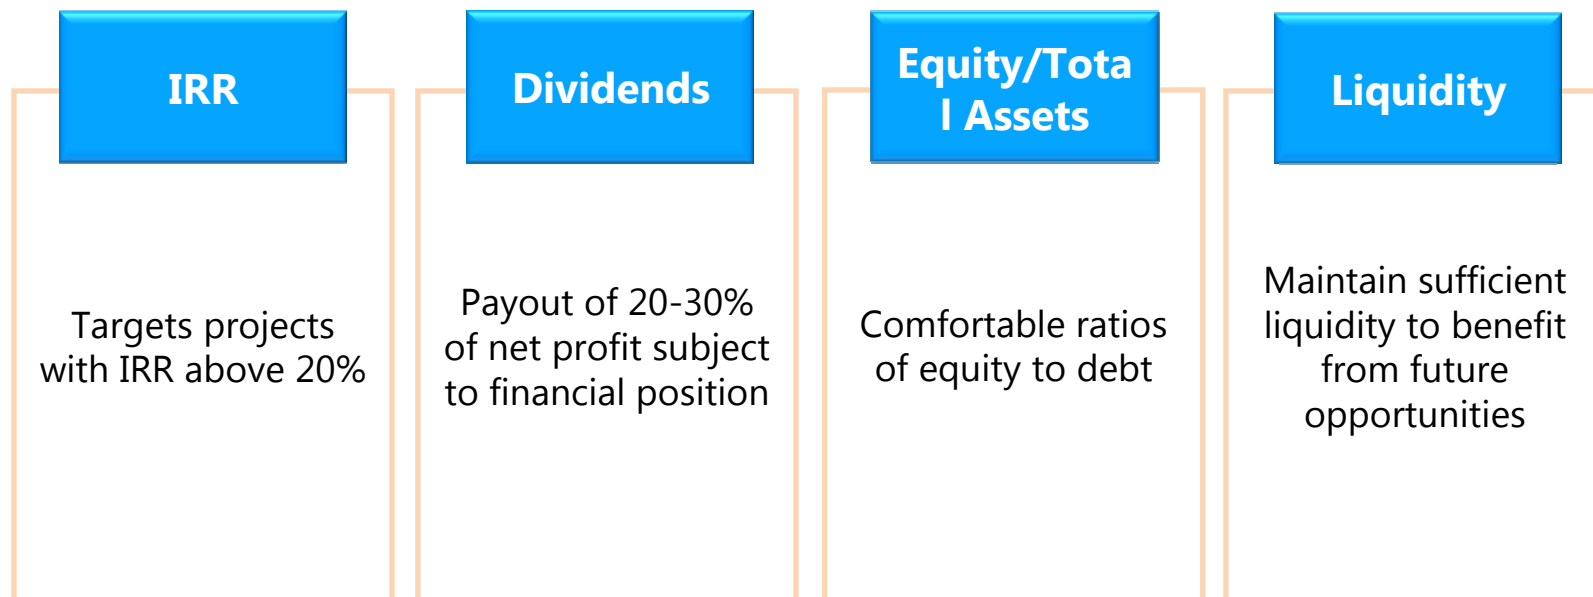 IRR
Targets projects
with IRR above 20%
Dividends
Payout of 20-30%
of net profit subject
to financial position
Equity/Tota
l Assets
Comfortable ratios
of equity to debt
Liquidity
Maintain sufficient
liquidity to benefit
from future
opportunities